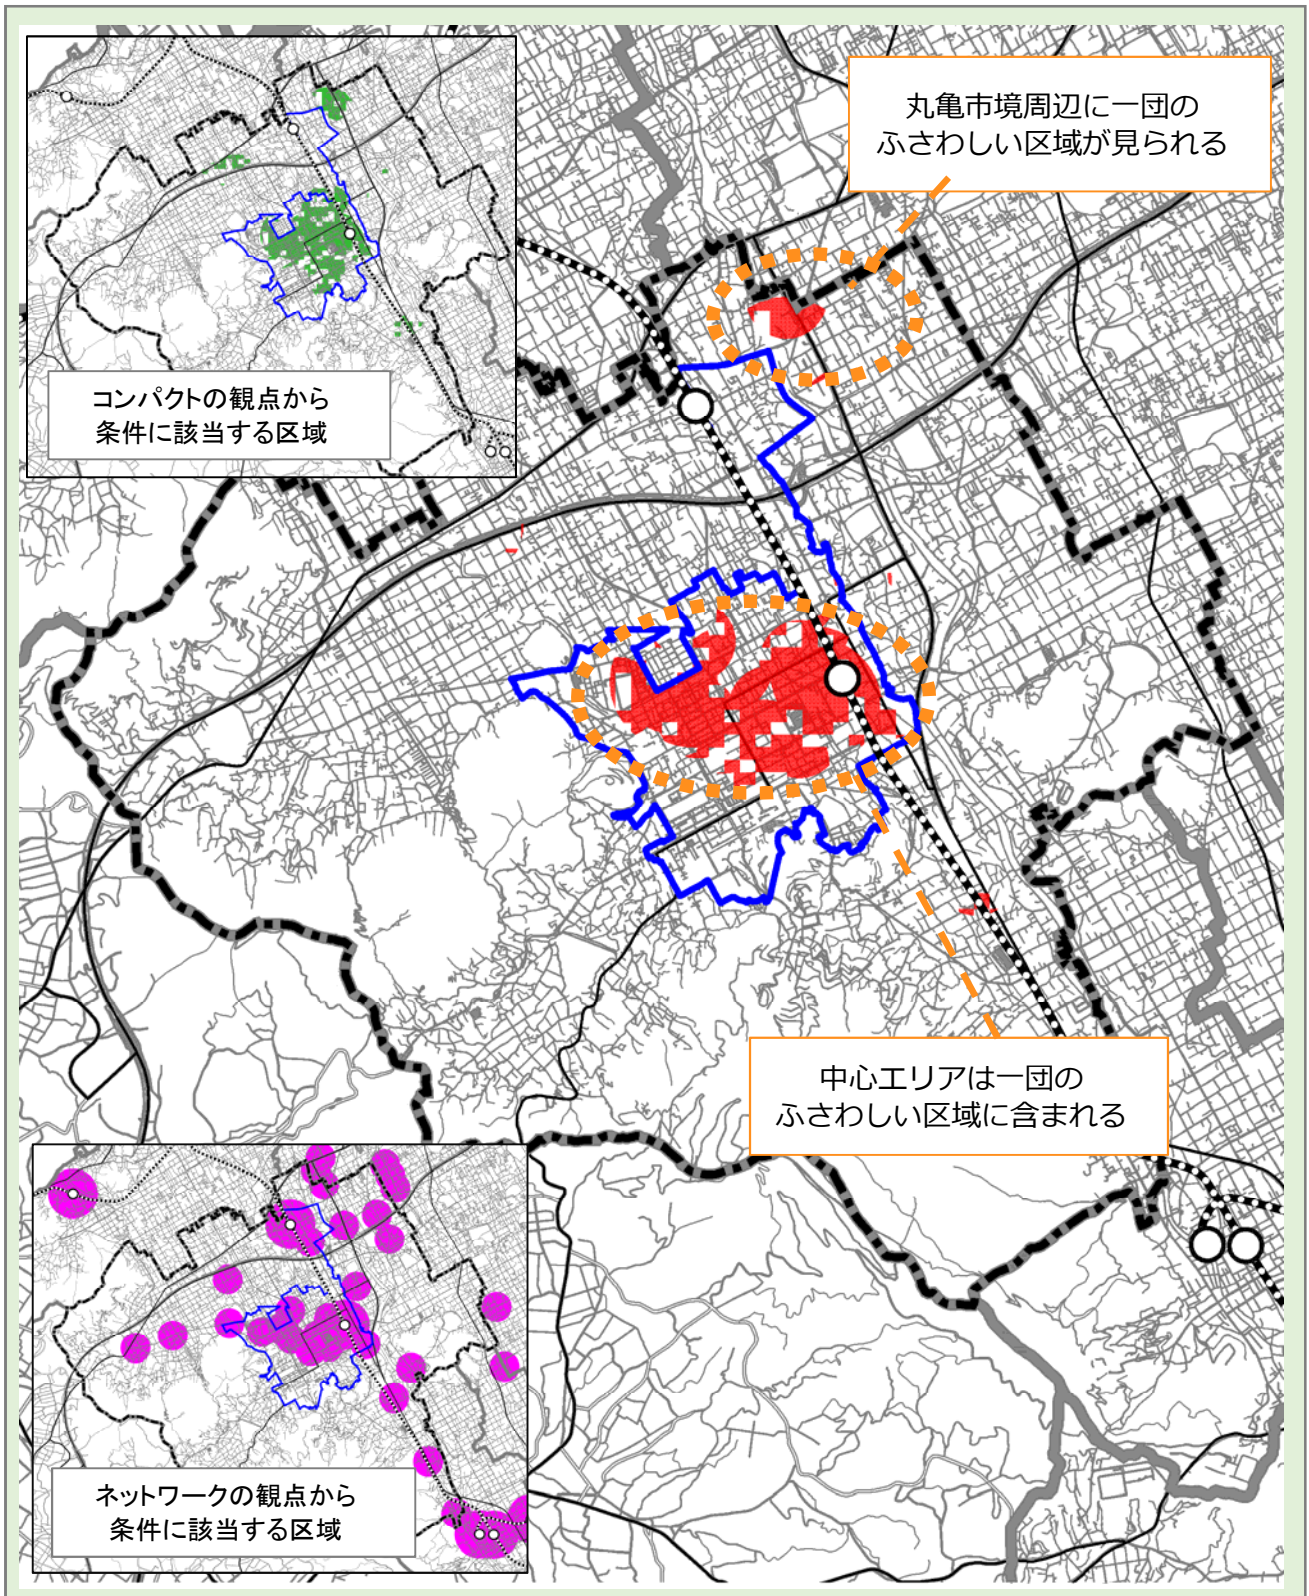 丸亀市境周辺に一団の
ふさわしい区域が見られる
コンパクトの観点から
条件に該当する区域
中心エリアは一団の
ふさわしい区域に含まれる
ネットワークの観点から
条件に該当する区域